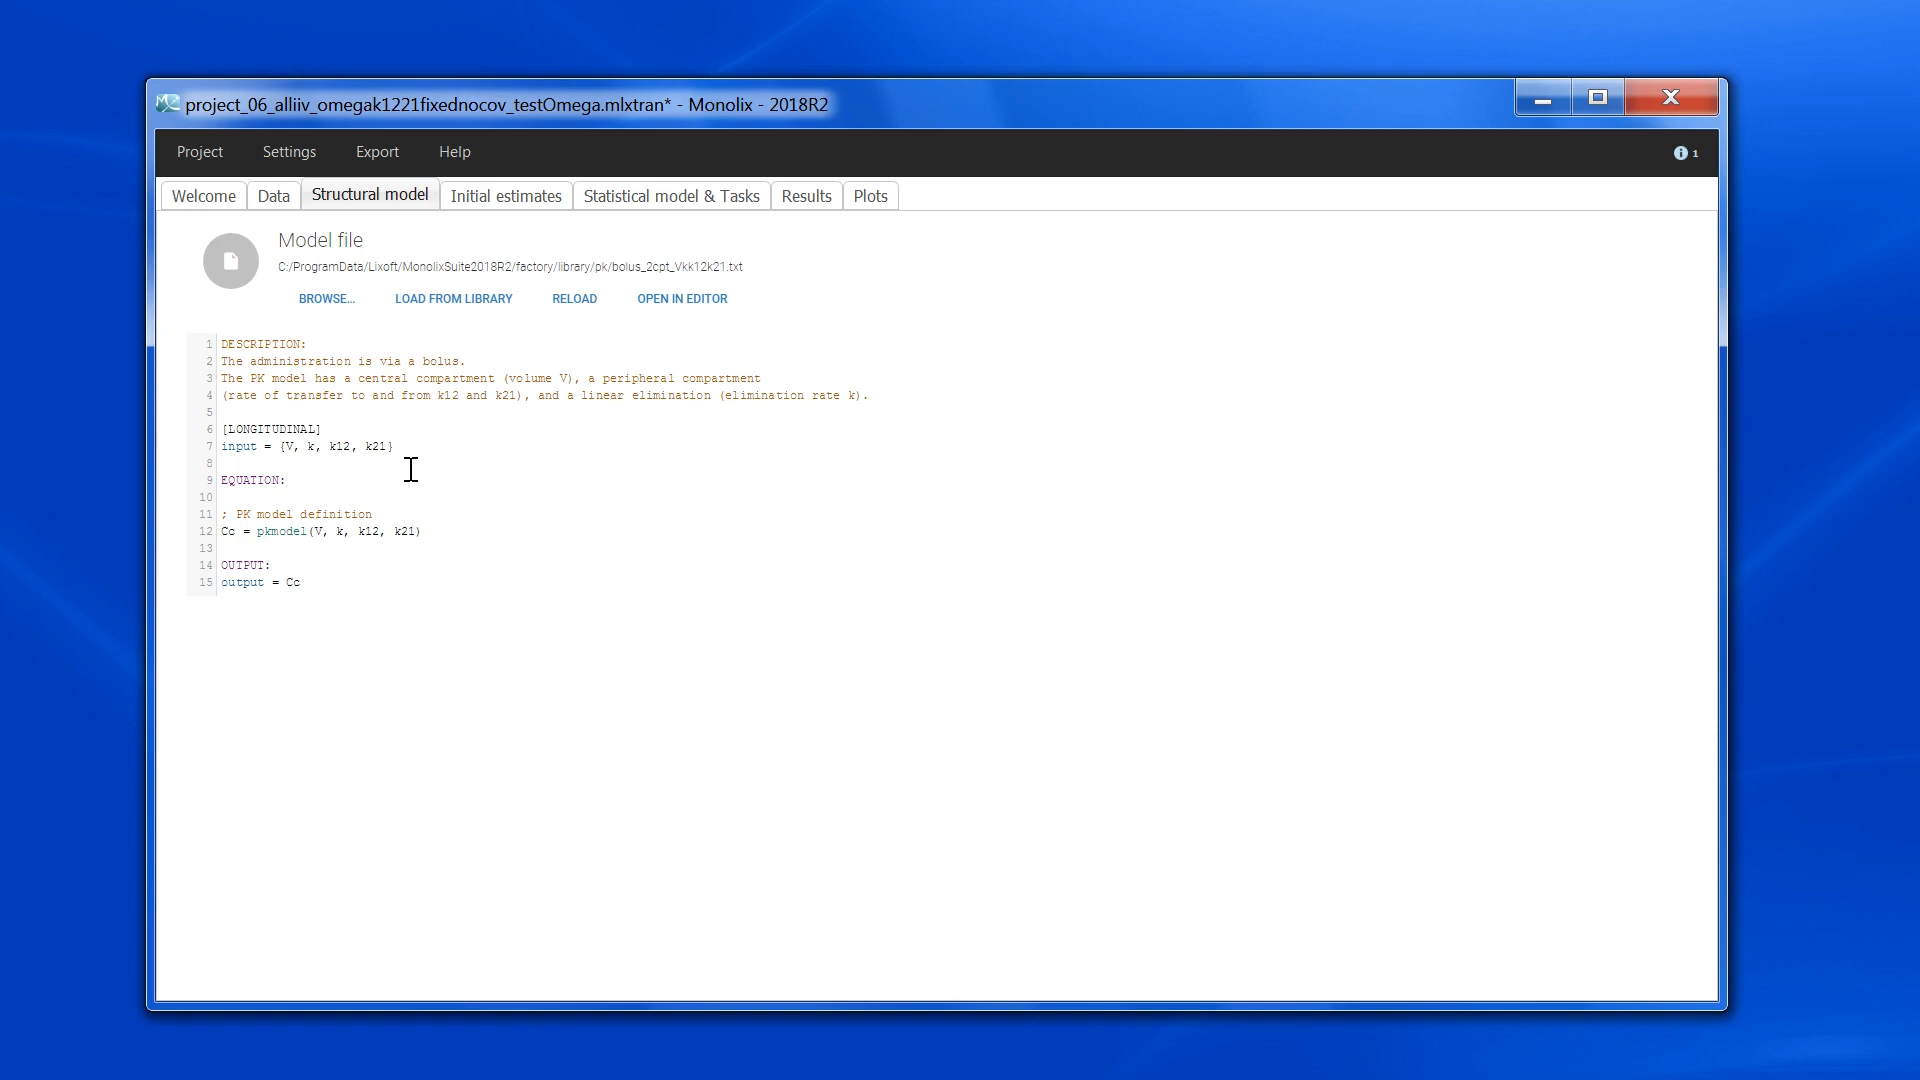 project_06_alliiv_omegak1221fixednocov_testOmega.mlxtran* - Monolix - 2018R2
Project Settings Export Help 1
Welcome Data Structural model Initial estimates Statistical model & Tasks Results Plots
Model file
C:/ProgramData/Lixoft/MonolixSuite2018R2/factory/library/pk/bolus_2cpt_Vkk12k21.txt
BROWSE... LOAD FROM LIBRARY RELOAD OPEN IN EDITOR
1 DESCRIPTION:
2 The administration is via a bolus.
3 The PK model has a central compartment (volume V), a peripheral compartment
4 (rate of transfer to and from k12 and k21), and a linear elimination (elimination rate k).
5
6 [LONGITUDINAL]
7 input = {V, k, k12, k21}
8
9 EQUATION:
10
11 ; PK model definition
12 Cc = pkmodel(V, k, k12, k21)
13
14 OUTPUT:
15 output = Cc